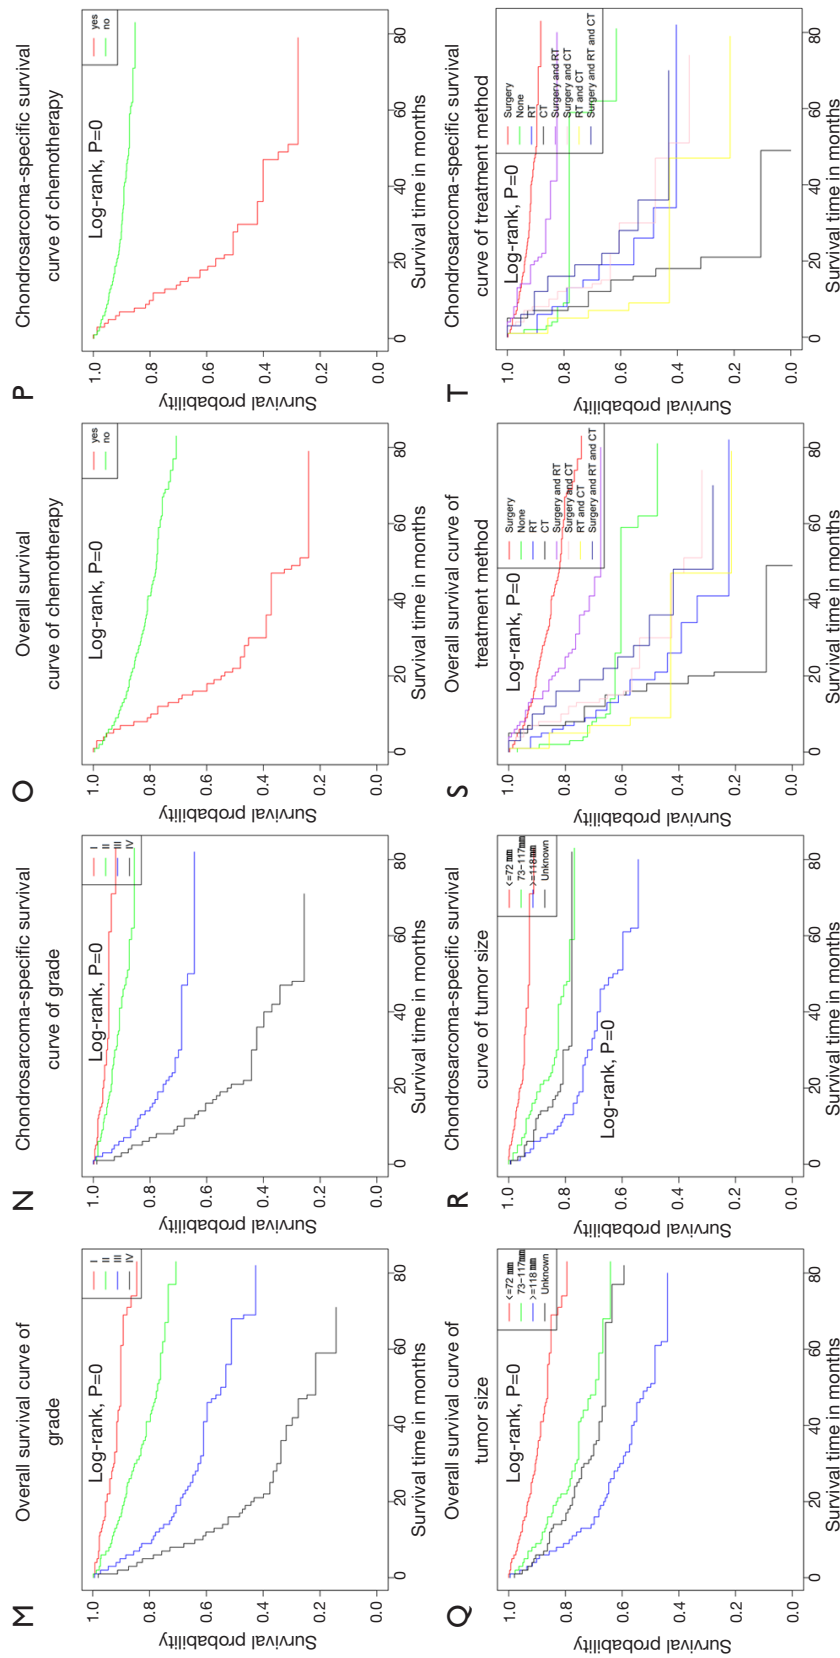 M
Overall survival curve of
grade
Log-rank, P=0
I
II
III
IV
Survival probability
1.0
0.8
0.6
0.4
0.2
0.0
0 20 40 60 80
Survival time in months
N
Chondrosarcoma-specific survival
curve of grade
Log-rank, P=0
I
II
III
IV
Survival probability
1.0
0.8
0.6
0.4
0.2
0.0
0 20 40 60 80
Survival time in months
O
Overall survival
curve of chemotherapy
Log-rank, P=0
yes
no
Survival probability
1.0
0.8
0.6
0.4
0.2
0.0
0 20 40 60 80
Survival time in months
P
Chondrosarcoma-specific survival
curve of chemotherapy
Log-rank, P=0
yes
no
Survival probability
1.0
0.8
0.6
0.4
0.2
0.0
0 20 40 60 80
Survival time in months
Q
Overall survival curve of
tumor size
Log-rank, P=0
<=72 mm
73-117mm
>=118 mm
Unknown
Survival probability
1.0
0.8
0.6
0.4
0.2
0.0
0 20 40 60 80
Survival time in months
R
Chondrosarcoma-specific survival
curve of tumor size
Log-rank, P=0
<=72 mm
73-117mm
>=118mm
Unknown
Survival probability
1.0
0.8
0.6
0.4
0.2
0.0
0 20 40 60 80
Survival time in months
S
Overall survival curve of
treatment method
Log-rank, P=0
Surgery
None
RT
CT
Surgery and RT
Surgery and CT
RT and CT
Surgery and RT and CT
Survival probability
1.0
0.8
0.6
0.4
0.2
0.0
0 20 40 60 80
Survival time in months
T
Chondrosarcoma-specific survival
curve of treatment method
Log-rank, P=0
Surgery
None
RT
CT
Surgery and RT
Surgery and CT
RT and CT
Surgery and RT and CT
Survival probability
1.0
0.8
0.6
0.4
0.2
0.0
0 20 40 60 80
Survival time in months